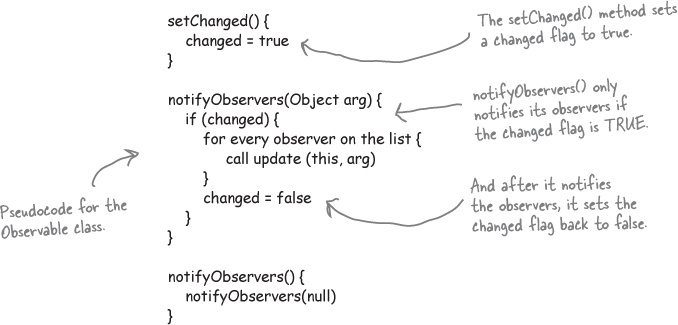 setChanged() {
changed = true
}
The setChanged() method sets
a changed flag to true.
notifyObservers(Object arg) {
if (changed) {
for every observer on the list {
call update (this, arg)
}
changed = false
}
}
notifyObservers() only
notifies its observers if
the changed flag is TRUE.
And after it notifies
the observers, it sets the
changed flag back to false.
Pseudocode for the
Observable class.
notifyObservers() {
notifyObservers(null)
}